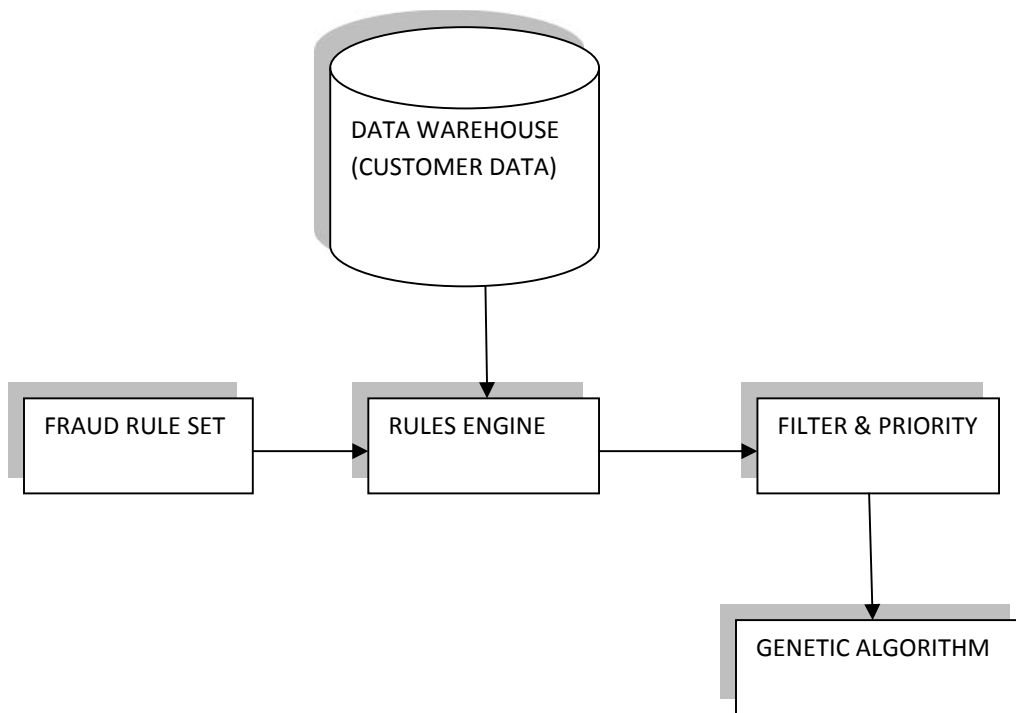 DATA WAREHOUSE
(CUSTOMER DATA)
FRAUD RULE SET
RULES ENGINE
FILTER & PRIORITY
GENETIC ALGORITHM